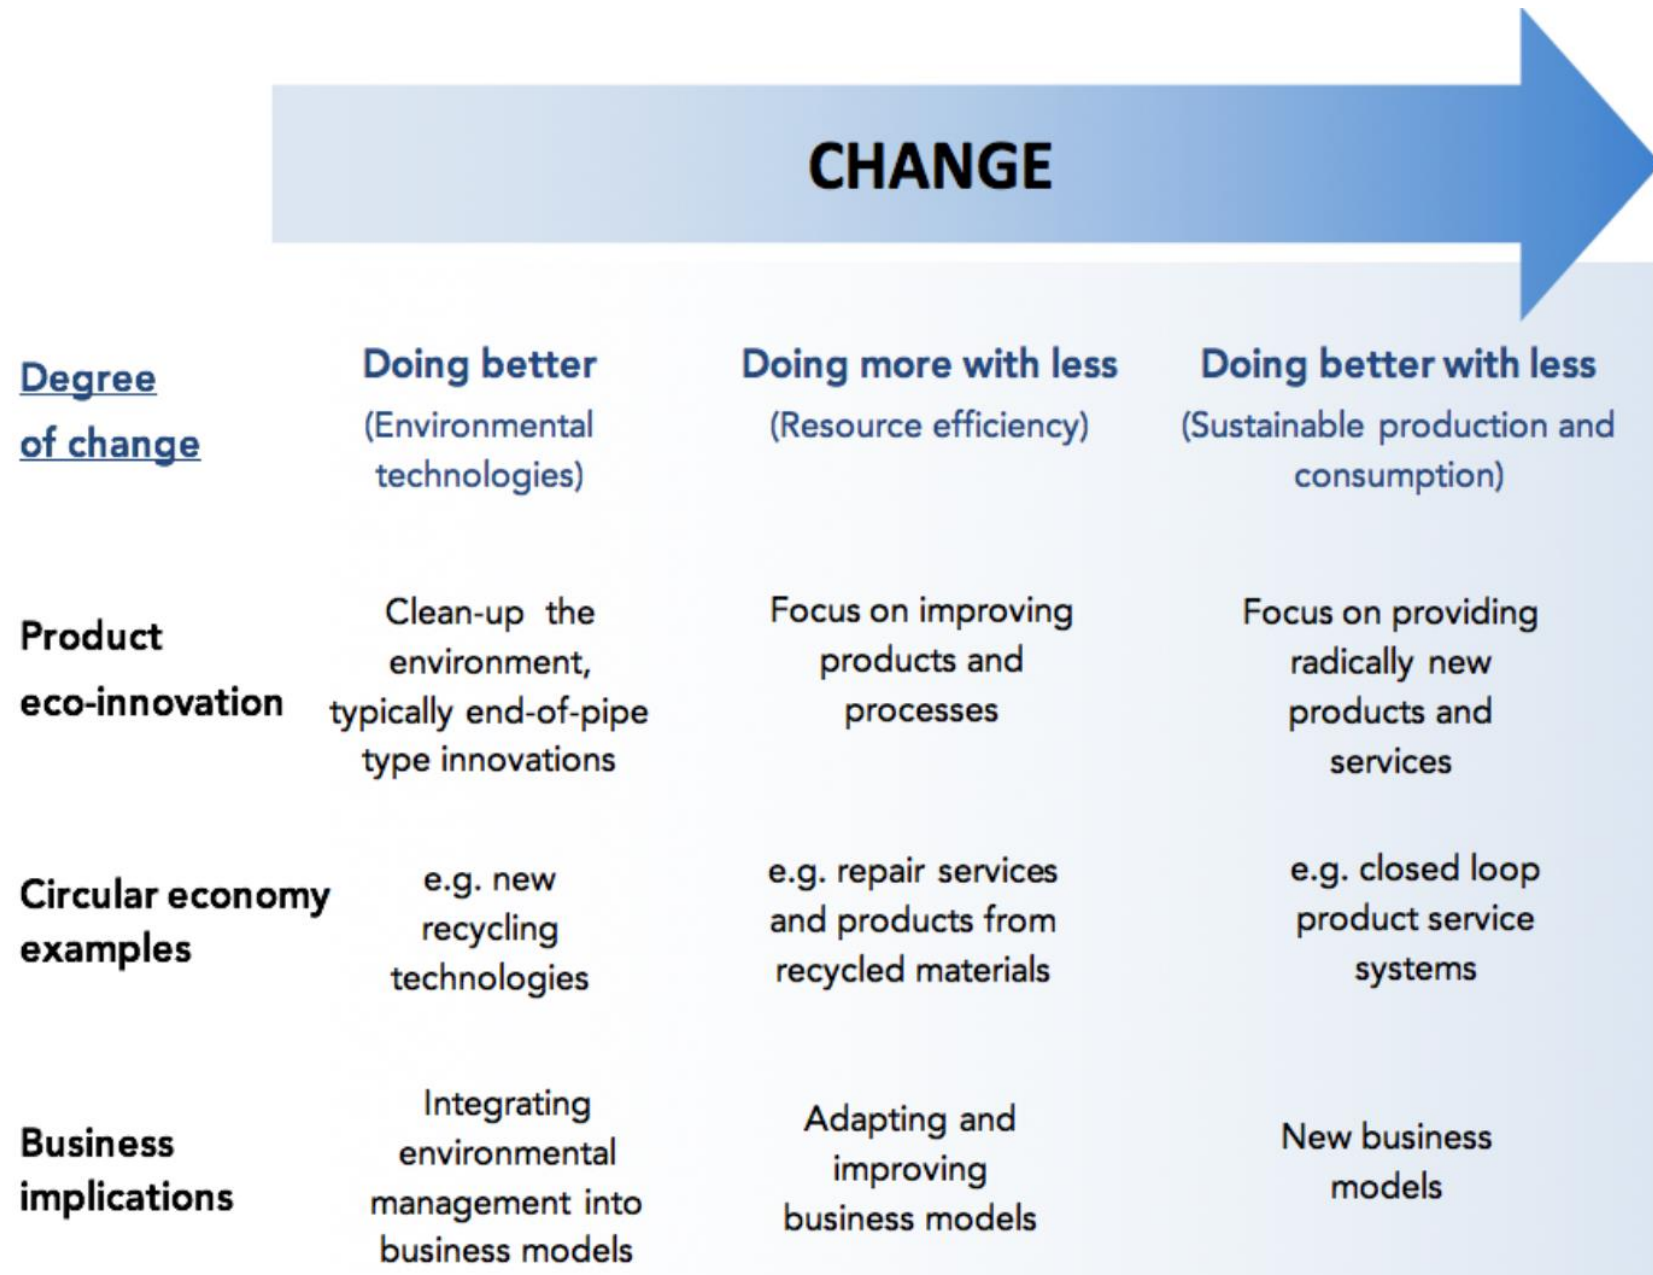 CHANGE
Degree
of change
Doing better
(Environmental
technologies)
Doing more with less
(Resource efficiency)
Doing better with less
(Sustainable production and
consumption)
Product
eco-innovation
Clean-up the
environment,
typically end-of-pipe
type innovations
Focus on improving
products and
processes
Focus on providing
radically new
products and
services
Circular economy
examples
e.g. new
recycling
technologies
e.g. repair services
and products from
recycled materials
e.g. closed loop
product service
systems
Business
implications
Integrating
environmental
management into
business models
Adapting and
improving
business models
New business
models